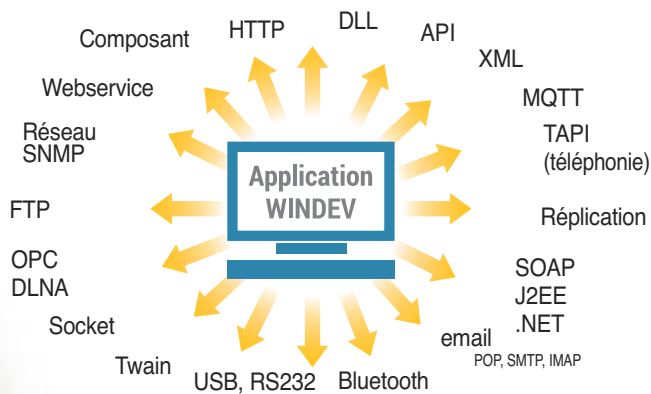 Composant
HTTP
DLL
API
XML
Webservice
MQTT
Réseau
SNMP
TAPI
(téléphonie)
Application
WINDEV
FTP
Réplication
OPC
DLNA
SOAP
J2EE
.NET
Socket
email
POP, SMTP, IMAP
Twain
USB, RS232
Bluetooth